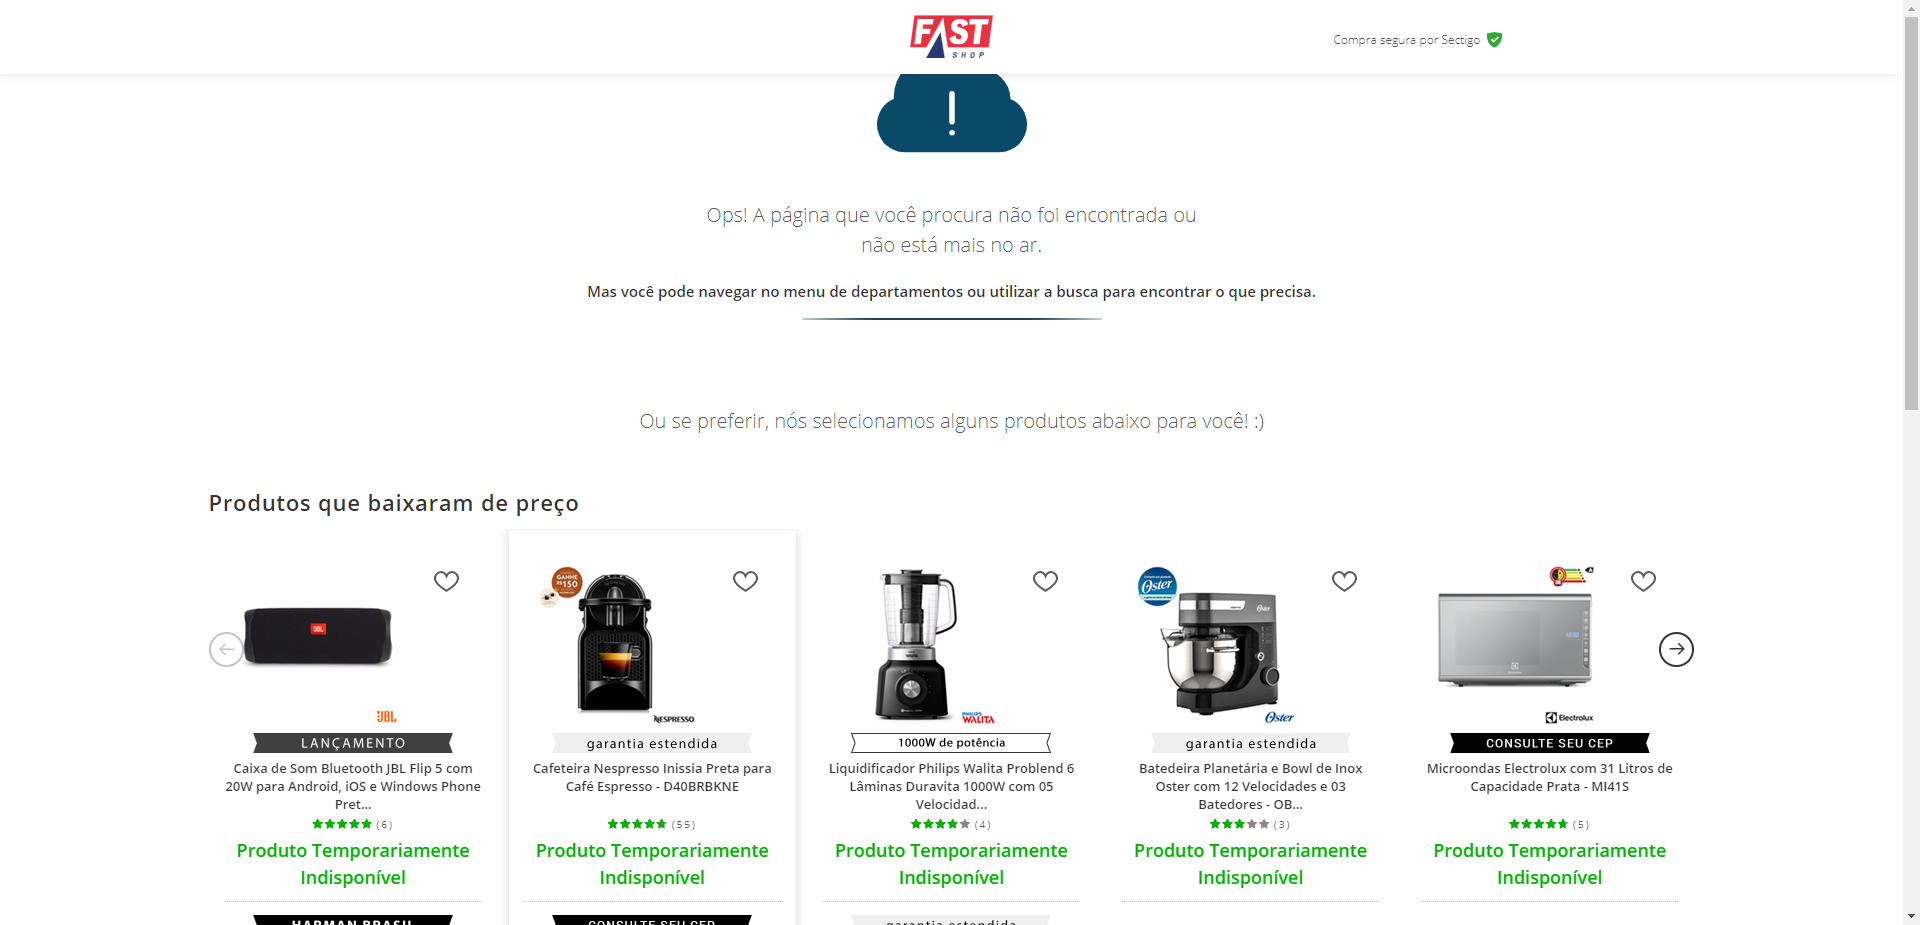 FAST
SHOP
Compra segura por Sectigo
!
Ops! A página que você procura não foi encontrada ou
não está mais no ar.
Mas você pode navegar no menu de departamentos ou utilizar a busca para encontrar o que precisa.
Ou se preferir, nós selecionamos alguns produtos abaixo para você! :)
Produtos que baixaram de preço
JBL
JBL
LANÇAMENTO
Caixa de Som Bluetooth JBL Flip 5 com
20W para Android, iOS e Windows Phone
Pret...
(6)
Produto Temporariamente
Indisponível
HARMAN BRASIL
GANHE
R$150
NESPRESSO
garantia estendida
Cafeteira Nespresso Inissia Preta para
Café Espresso - D40BRBKNE
(55)
Produto Temporariamente
Indisponível
CONSULTE SEU CEP
PHILIPS
WALITA
1000W de potência
Liquidificador Philips Walita Problend 6
Lâminas Duravita 1000W com 05
Velocidad...
(4)
Produto Temporariamente
Indisponível
garantia estendida
Oster
Oster
Oster
garantia estendida
Batedeira Planetária e Bowl de Inox
Oster com 12 Velocidades e 03
Batedores - OB...
(3)
Produto Temporariamente
Indisponível
A
Electrolux
CONSULTE SEU CEP
Microondas Electrolux com 31 Litros de
Capacidade Prata - MI41S
(5)
Produto Temporariamente
Indisponível